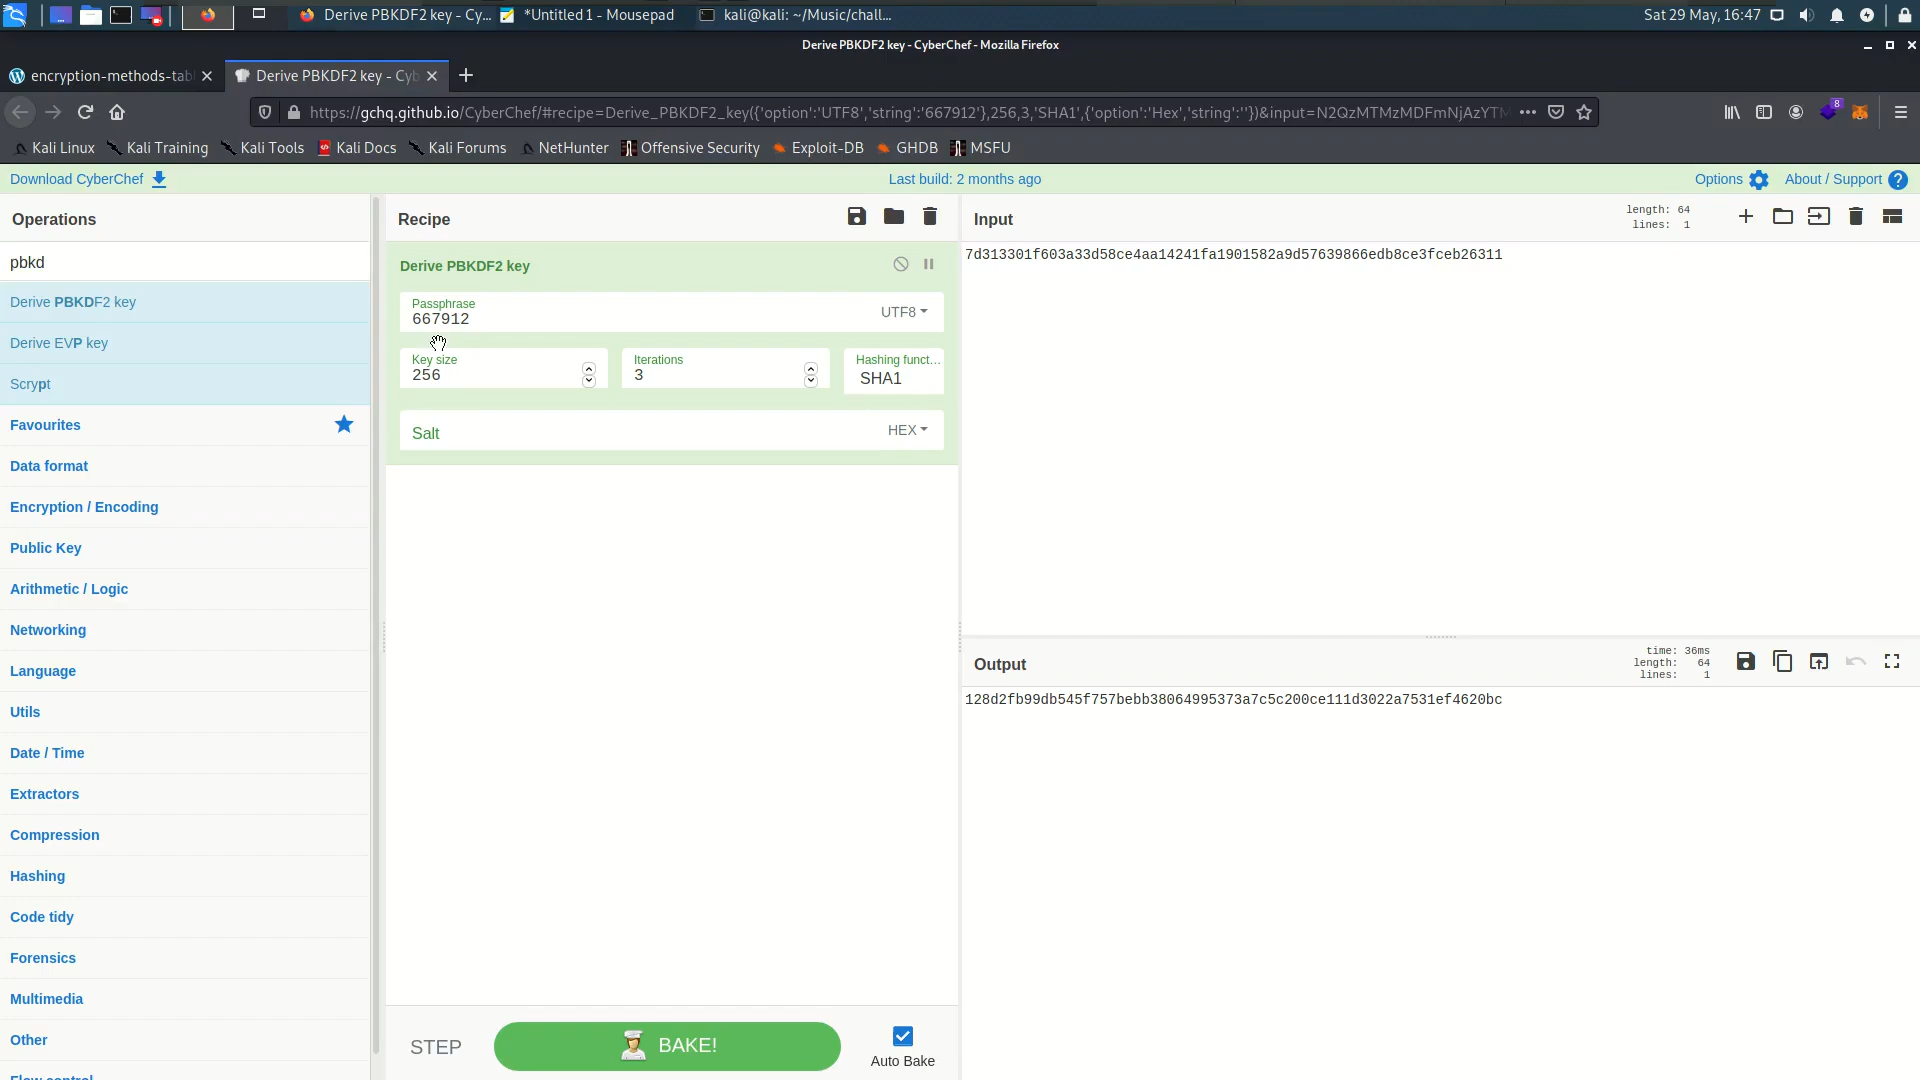 Derive PBKDF2 key - Cy...
*Untitled 1 - Mousepad
kali@kali: ~/Music/chall...
Sat 29 May, 16:47
Derive PBKDF2 key - CyberChef - Mozilla Firefox
encryption-methods-tab
Derive PBKDF2 key - Cyb
https://gchq.github.io/CyberChef/#recipe=Derive_PBKDF2_key({'option':'UTF8','string':'667912'},256,3,'SHA1',{'option':'Hex','string':''})&input=N2QzMTMzMDFmNjAzYTM
8
Kali Linux
Kali Training
Kali Tools
Kali Docs
Kali Forums
NetHunter
Offensive Security
Exploit-DB
GHDB
MSFU
Download CyberChef
Last build: 2 months ago
Options
About / Support
Operations
pbkd
Derive PBKDF2 key
Derive EVP key
Scrypt
Favourites
Data format
Encryption / Encoding
Public Key
Arithmetic / Logic
Networking
Language
Utils
Date / Time
Extractors
Compression
Hashing
Code tidy
Forensics
Multimedia
Other
Flow control
Recipe
Derive PBKDF2 key
Passphrase
667912
UTF8
Key size
256
Iterations
3
Hashing funct...
SHA1
Salt
HEX
STEP
BAKE!
Auto Bake
Input
length: 64
lines: 1
7d313301f603a33d58ce4aa14241fa1901582a9d57639866edb8ce3fceb26311
Output
time: 36ms
length: 64
lines: 1
128d2fb99db545f757bebb38064995373a7c5c200ce111d3022a7531ef4620bc